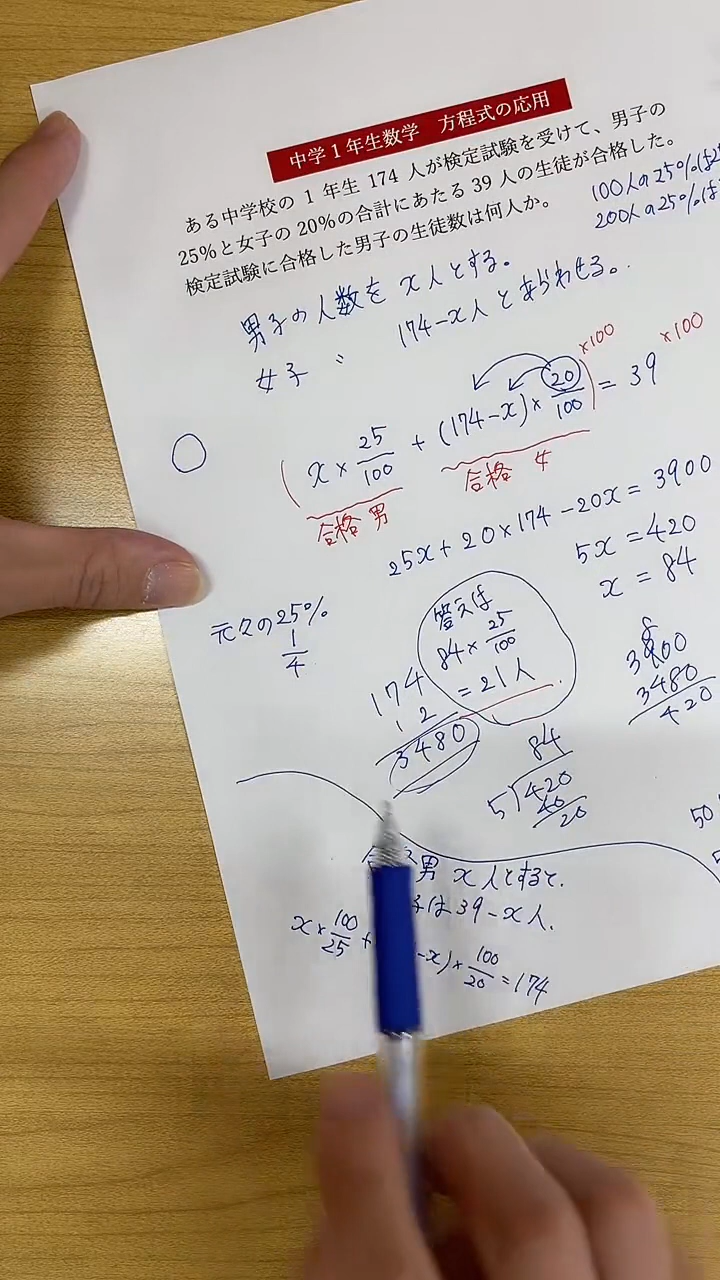 中学1年生数学 方程式の応用
ある中学校の 1 年生 174 人が検定試験を受けて、男子の
25%と女子の 20%の合計にあたる 39 人の生徒が合格した。
検定試験に合格した男子の生徒数は何人か。
100人の25%は
200人の25%は
男子の人数を x人とする。
女子 〃 174-x人 とあらわせる。
(x × 25/100 + (174-x) × 20/100) ×100 = 39 ×100
合格 男 合格 女
25x + 20×174 - 20x = 3900
5x = 420
x = 84
元々の25%
1/4
答えは
84 × 25/100
= 21人
174
3480
3900
3480
420
84
5)420
40
20
男 x人とすると、
子は 39-x人、
x × 100/25 + -x) × 100/20 = 174
50